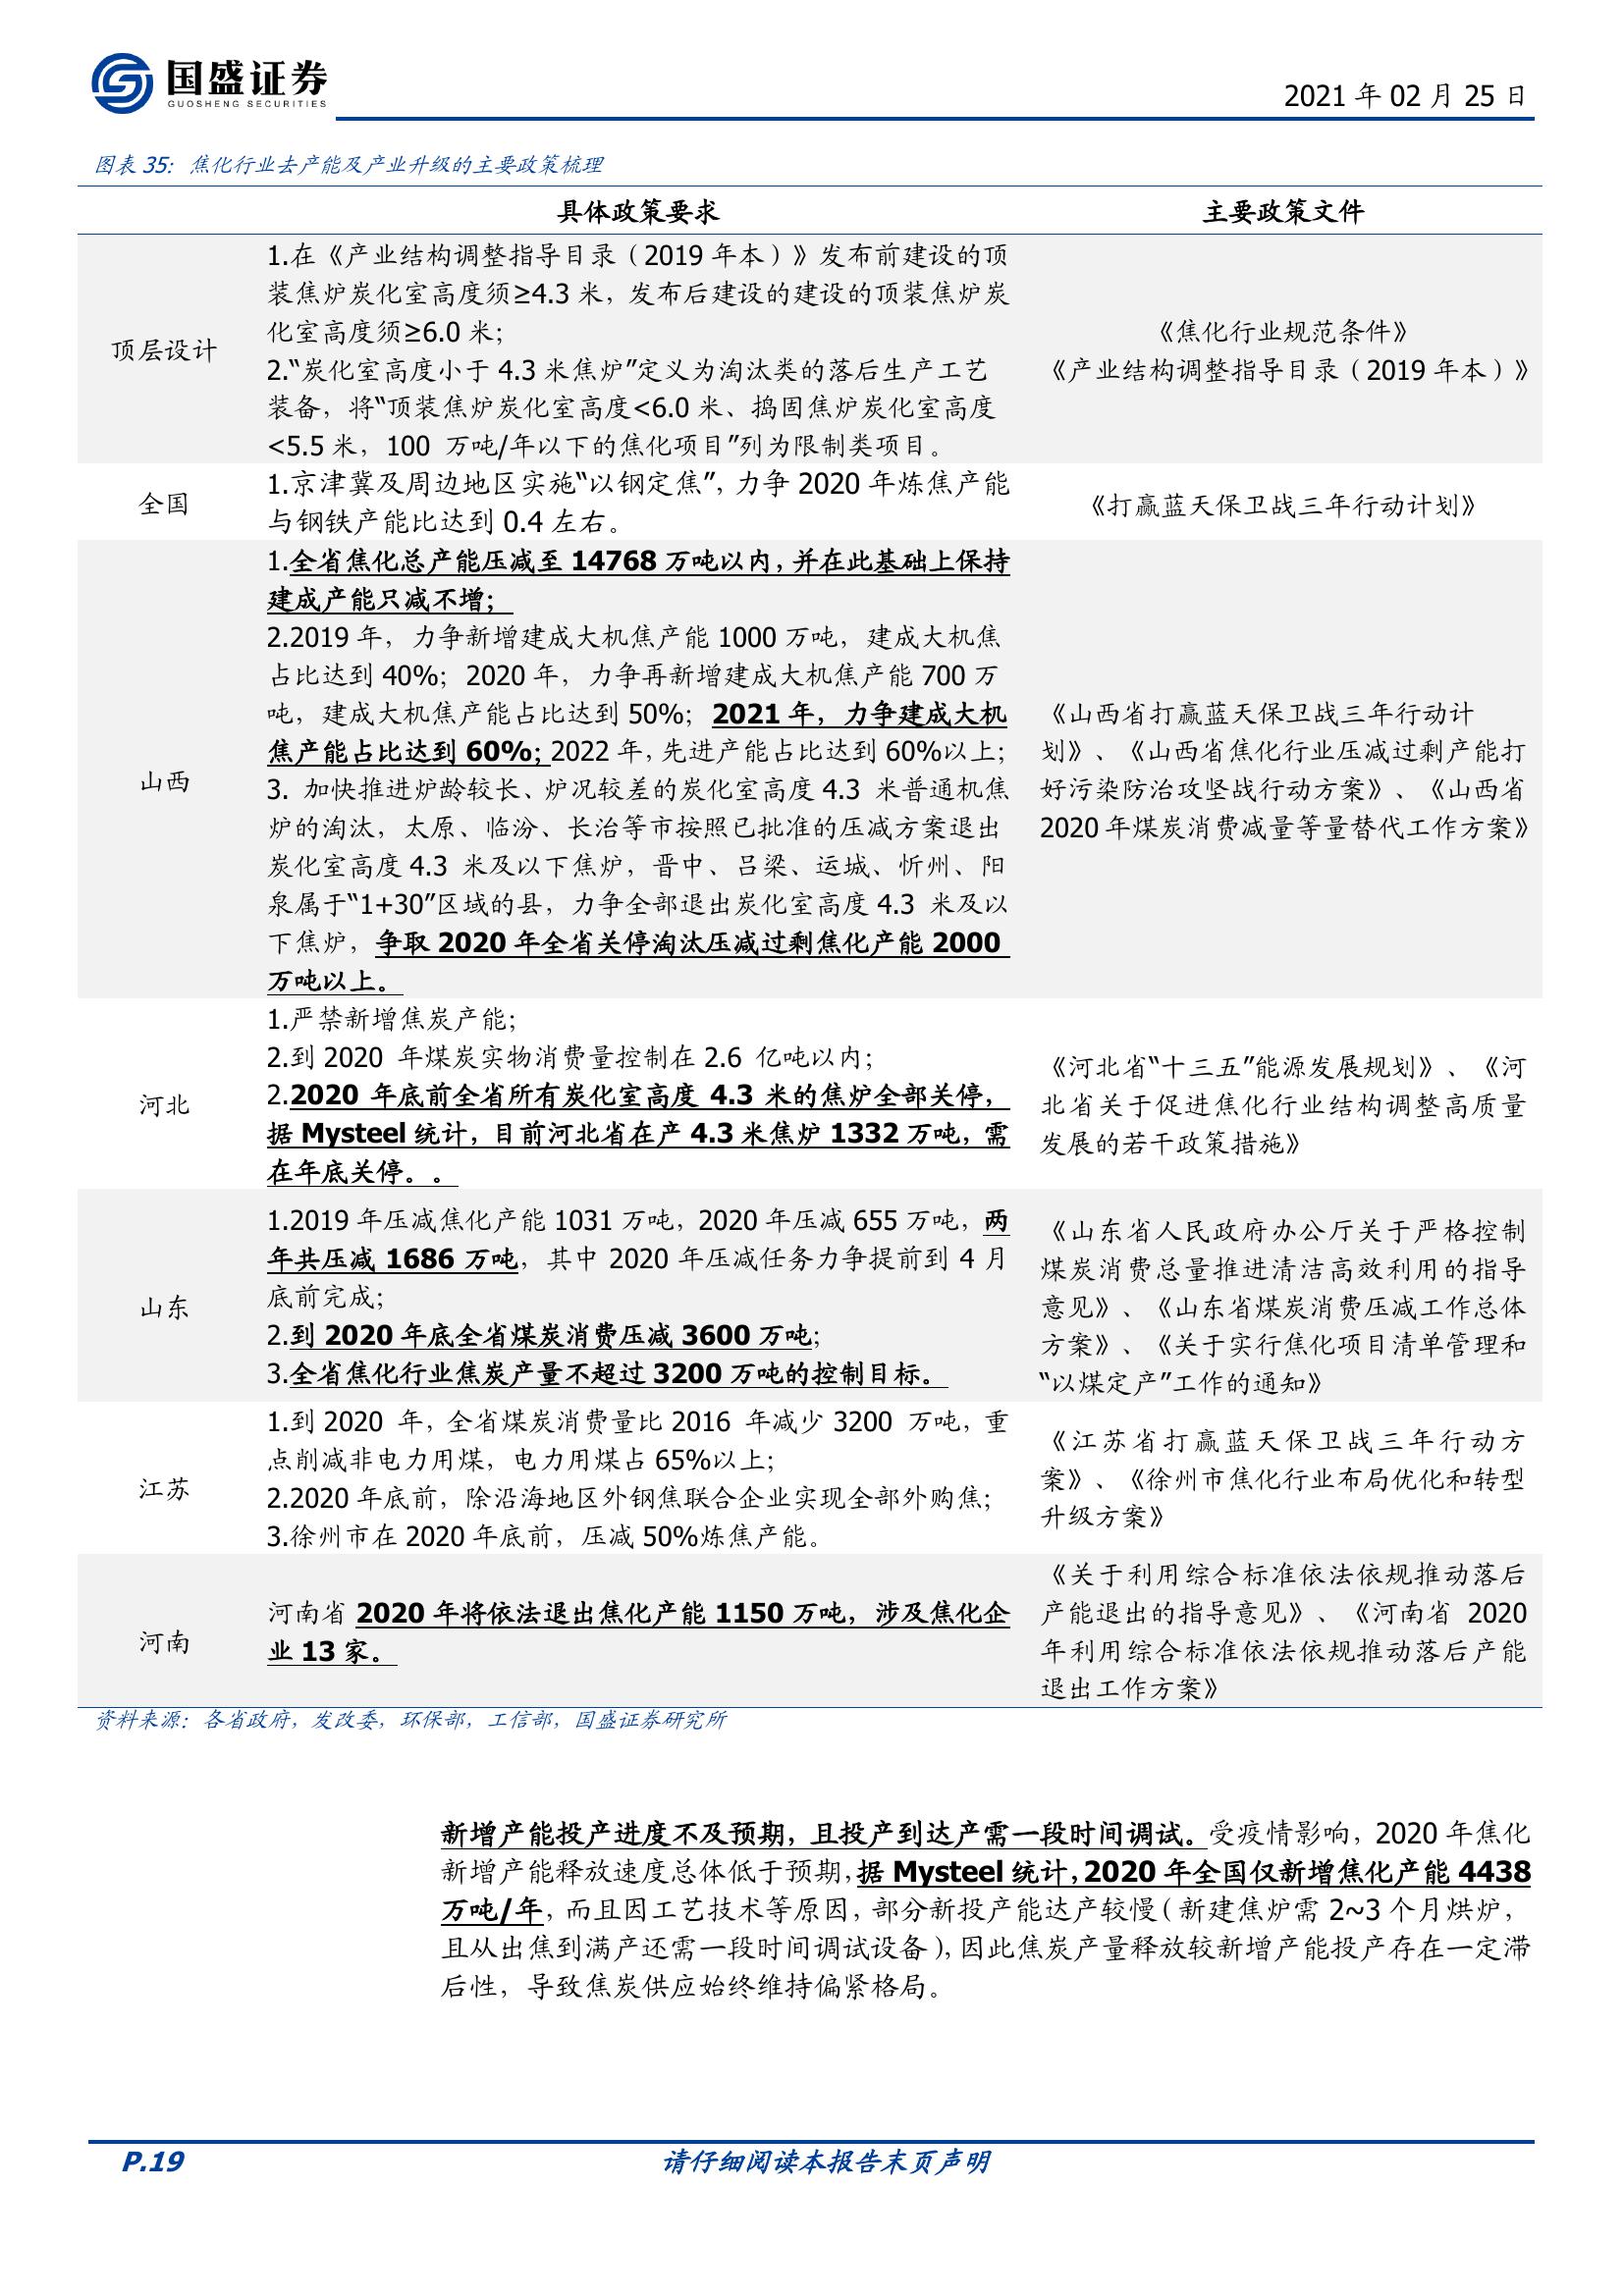 国盛证券
GUOSHENG SECURITIES
2021 年 02 月 25 日
图表 35：焦化行业去产能及产业升级的主要政策梳理
具体政策要求
主要政策文件
顶层设计
1.在《产业结构调整指导目录（2019 年本）》发布前建设的顶
装焦炉炭化室高度须≥4.3 米，发布后建设的建设的顶装焦炉炭
化室高度须≥6.0 米；
2.“炭化室高度小于 4.3 米焦炉”定义为淘汰类的落后生产工艺
装备，将“顶装焦炉炭化室高度<6.0 米、捣固焦炉炭化室高度
<5.5 米，100 万吨/年以下的焦化项目”列为限制类项目。
《焦化行业规范条件》
《产业结构调整指导目录（2019 年本）》
全国
1.京津冀及周边地区实施“以钢定焦”，力争 2020 年炼焦产能
与钢铁产能比达到 0.4 左右。
《打赢蓝天保卫战三年行动计划》
山西
1.全省焦化总产能压减至 14768 万吨以内，并在此基础上保持
建成产能只减不增；
2.2019 年，力争新增建成大机焦产能 1000 万吨，建成大机焦
占比达到 40%；2020 年，力争再新增建成大机焦产能 700 万
吨，建成大机焦产能占比达到 50%；2021 年，力争建成大机
焦产能占比达到 60%；2022 年，先进产能占比达到 60%以上；
3. 加快推进炉龄较长、炉况较差的炭化室高度 4.3 米普通机焦
炉的淘汰，太原、临汾、长治等市按照已批准的压减方案退出
炭化室高度 4.3 米及以下焦炉，晋中、吕梁、运城、忻州、阳
泉属于“1+30”区域的县，力争全部退出炭化室高度 4.3 米及以
下焦炉，争取 2020 年全省关停淘汰压减过剩焦化产能 2000
万吨以上。
《山西省打赢蓝天保卫战三年行动计
划》、《山西省焦化行业压减过剩产能打
好污染防治攻坚战行动方案》、《山西省
2020 年煤炭消费减量等量替代工作方案》
河北
1.严禁新增焦炭产能；
2.到 2020 年煤炭实物消费量控制在 2.6 亿吨以内；
2.2020 年底前全省所有炭化室高度 4.3 米的焦炉全部关停，
据 Mysteel 统计，目前河北省在产 4.3 米焦炉 1332 万吨，需
在年底关停。。
《河北省“十三五”能源发展规划》、《河
北省关于促进焦化行业结构调整高质量
发展的若干政策措施》
山东
1.2019 年压减焦化产能 1031 万吨，2020 年压减 655 万吨，两
年共压减 1686 万吨，其中 2020 年压减任务力争提前到 4 月
底前完成；
2.到 2020 年底全省煤炭消费压减 3600 万吨；
3.全省焦化行业焦炭产量不超过 3200 万吨的控制目标。
《山东省人民政府办公厅关于严格控制
煤炭消费总量推进清洁高效利用的指导
意见》、《山东省煤炭消费压减工作总体
方案》、《关于实行焦化项目清单管理和
“以煤定产”工作的通知》
江苏
1.到 2020 年，全省煤炭消费量比 2016 年减少 3200 万吨，重
点削减非电力用煤，电力用煤占 65%以上；
2.2020 年底前，除沿海地区外钢焦联合企业实现全部外购焦；
3.徐州市在 2020 年底前，压减 50%炼焦产能。
《江苏省打赢蓝天保卫战三年行动方
案》、《徐州市焦化行业布局优化和转型
升级方案》
河南
河南省 2020 年将依法退出焦化产能 1150 万吨，涉及焦化企
业 13 家。
《关于利用综合标准依法依规推动落后
产能退出的指导意见》、《河南省 2020
年利用综合标准依法依规推动落后产能
退出工作方案》
资料来源：各省政府，发改委，环保部，工信部，国盛证券研究所
新增产能投产进度不及预期，且投产到达产需一段时间调试。受疫情影响，2020 年焦化
新增产能释放速度总体低于预期，据 Mysteel 统计，2020 年全国仅新增焦化产能 4438
万吨/年，而且因工艺技术等原因，部分新投产能达产较慢（新建焦炉需 2~3 个月烘炉，
且从出焦到满产还需一段时间调试设备），因此焦炭产量释放较新增产能投产存在一定滞
后性，导致焦炭供应始终维持偏紧格局。
P.19
请仔细阅读本报告末页声明